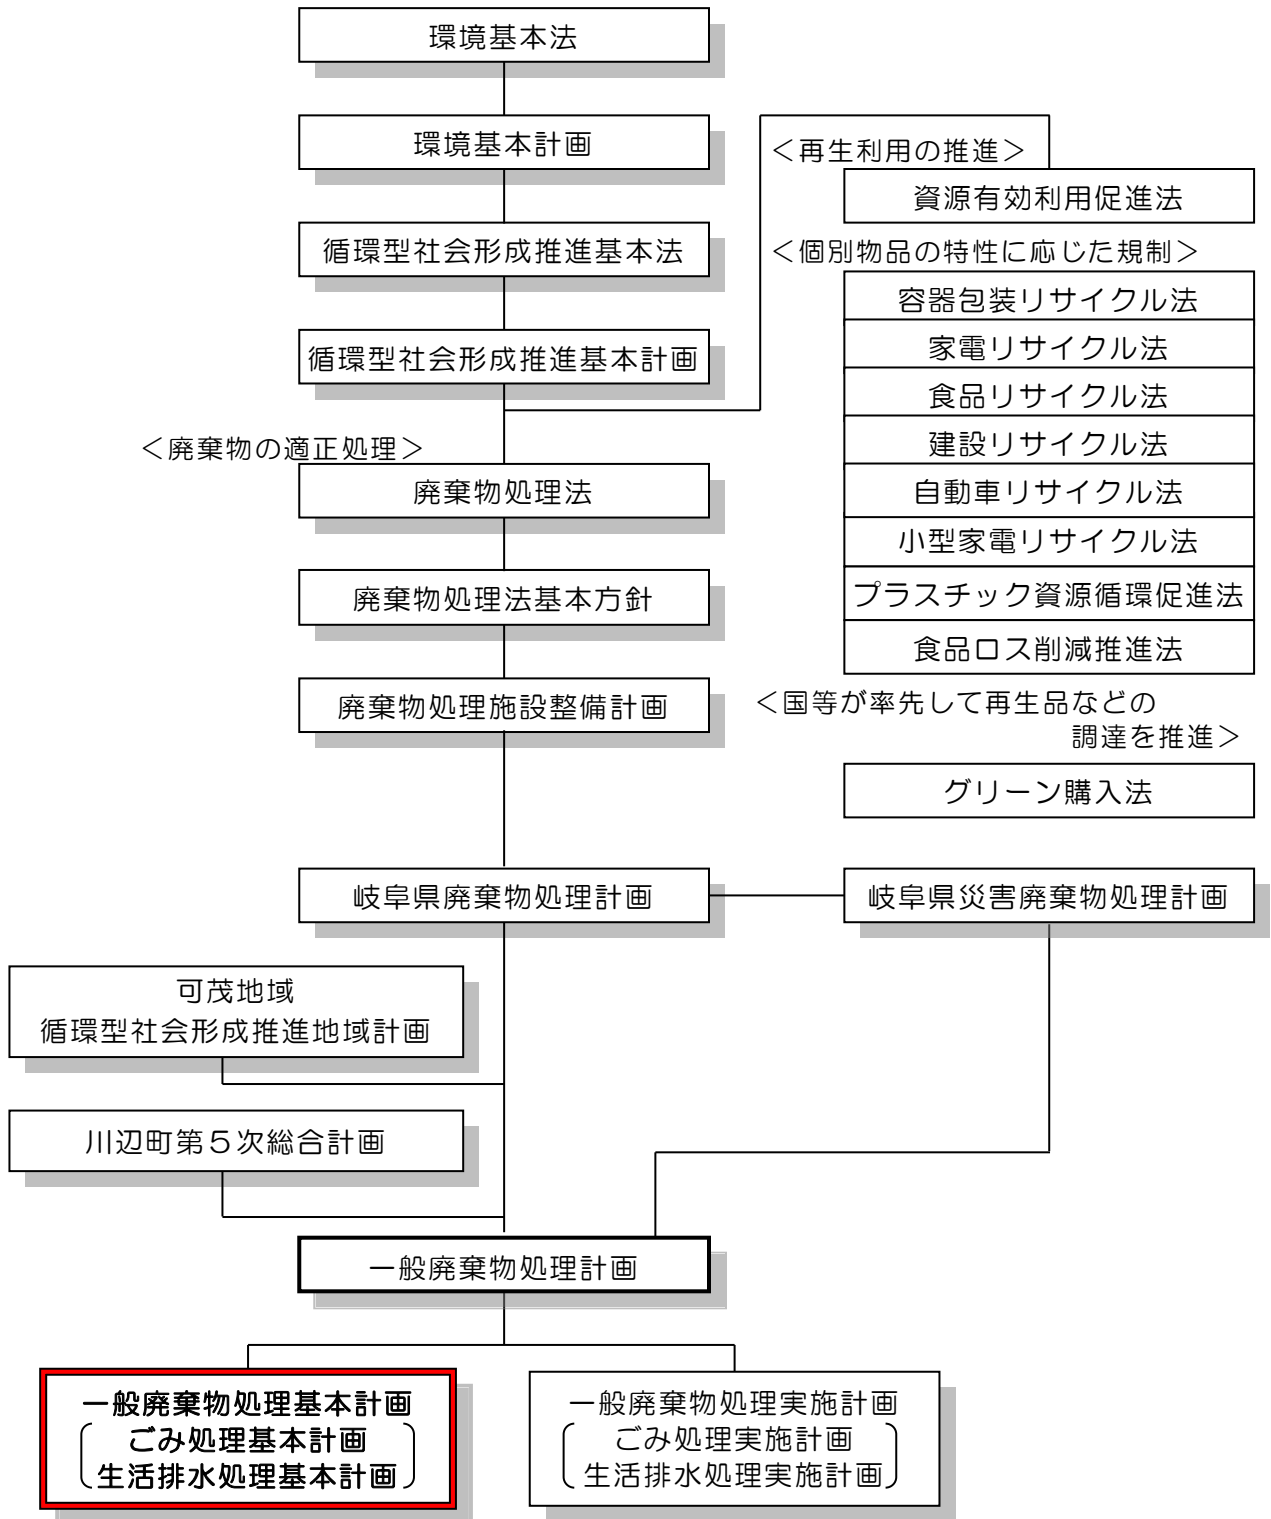 環境基本法
環境基本計画
循環型社会形成推進基本法
循環型社会形成推進基本計画
＜再生利用の推進＞
資源有効利用促進法
＜個別物品の特性に応じた規制＞
容器包装リサイクル法
家電リサイクル法
食品リサイクル法
建設リサイクル法
自動車リサイクル法
小型家電リサイクル法
プラスチック資源循環促進法
食品ロス削減推進法
＜国等が率先して再生品などの
調達を推進＞
グリーン購入法
＜廃棄物の適正処理＞
廃棄物処理法
廃棄物処理法基本方針
廃棄物処理施設整備計画
岐阜県廃棄物処理計画
岐阜県災害廃棄物処理計画
可茂地域
循環型社会形成推進地域計画
川辺町第５次総合計画
一般廃棄物処理計画
一般廃棄物処理基本計画
ごみ処理基本計画
生活排水処理基本計画
一般廃棄物処理実施計画
ごみ処理実施計画
生活排水処理実施計画